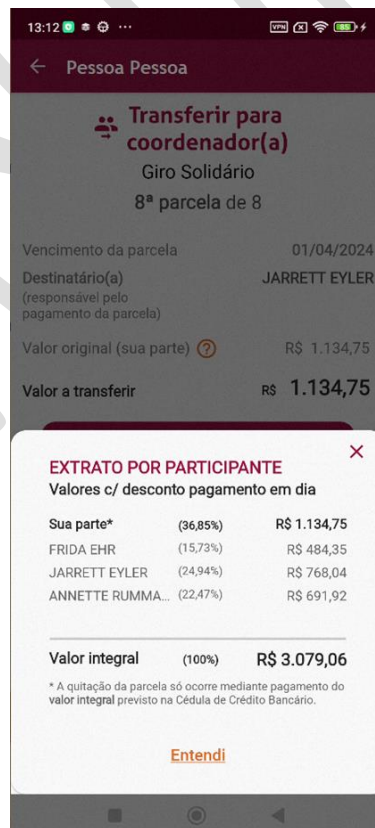 13:12
VPN
85
Pessoa Pessoa
Transferir para
coordenador(a)
Giro Solidário
8ª parcela de 8
Vencimento da parcela 01/04/2024
Destinatário(a) JARRETT EYLER
(responsável pelo
pagamento da parcela)
Valor original (sua parte) ? R$ 1.134,75
Valor a transferir R$ 1.134,75
EXTRATO POR PARTICIPANTE
Valores c/ desconto pagamento em dia
Sua parte* (36,85%) R$ 1.134,75
FRIDA EHR (15,73%) R$ 484,35
JARRETT EYLER (24,94%) R$ 768,04
ANNETTE RUMMA... (22,47%) R$ 691,92
Valor integral (100%) R$ 3.079,06
* A quitação da parcela só ocorre mediante pagamento do
valor integral previsto na Cédula de Crédito Bancário.
Entendi